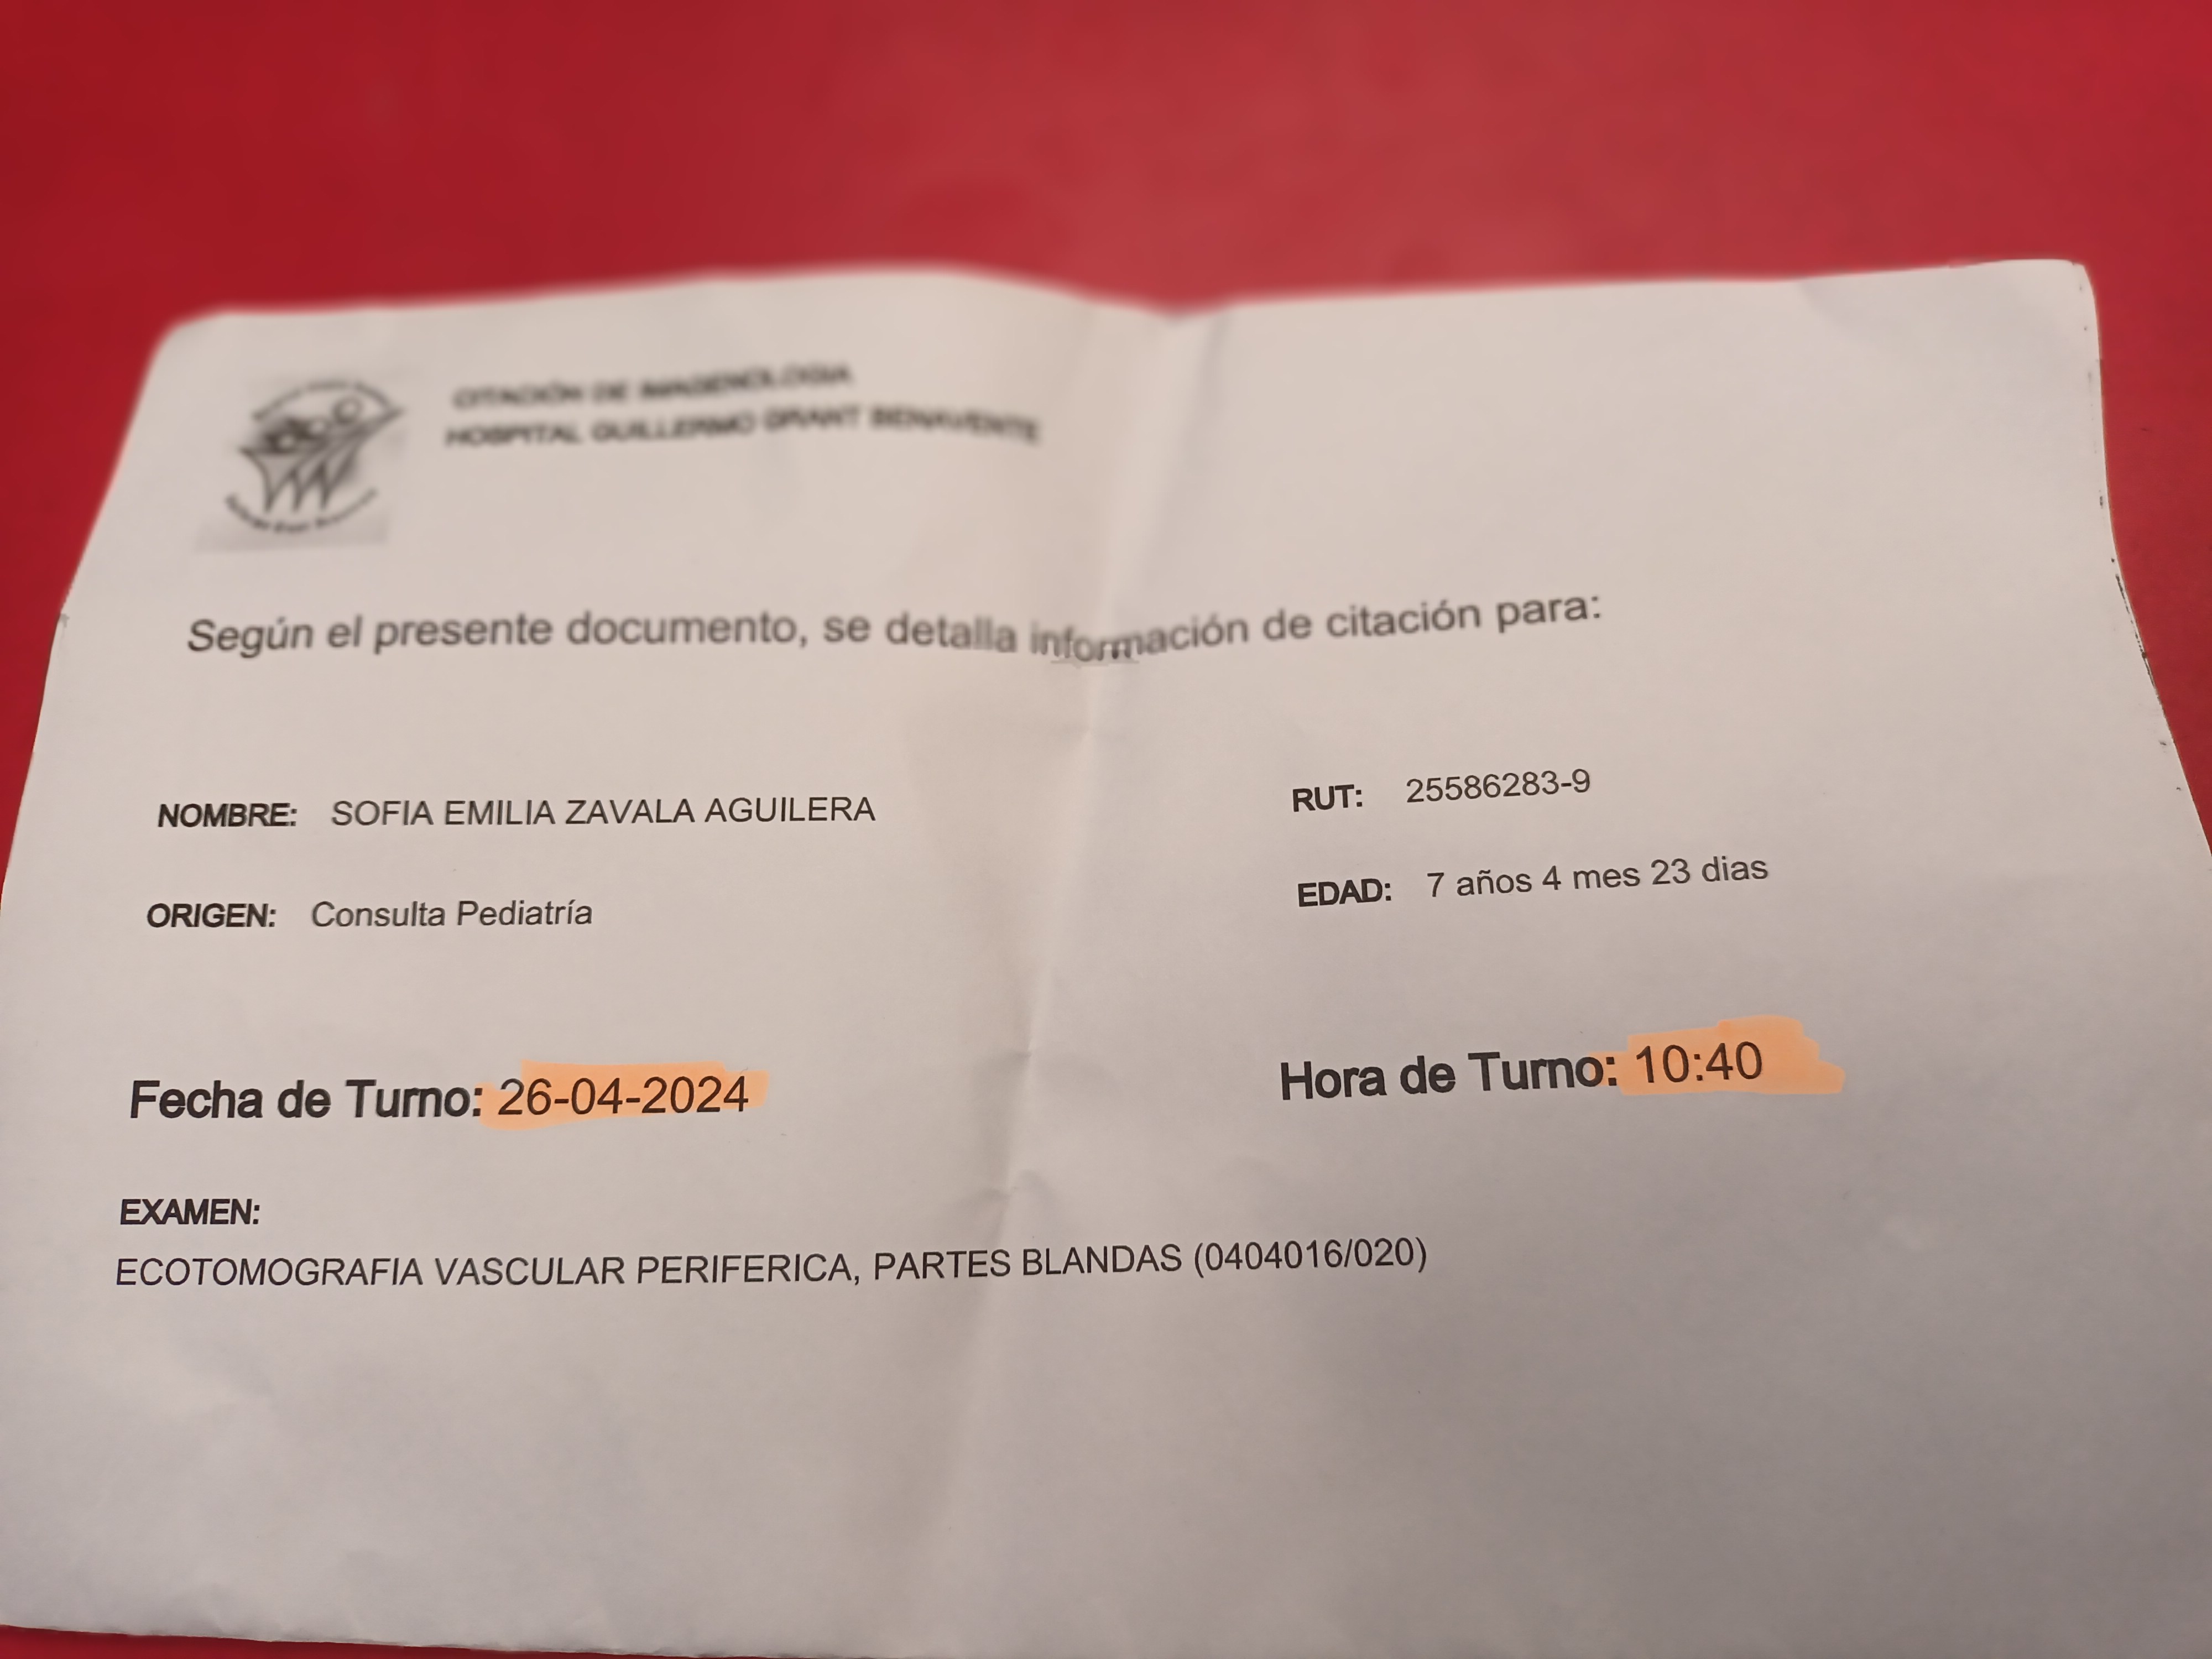 CITACIÓN DE IMAGENOLOGIA
HOSPITAL GUILLERMO GRANT BENAVENTE
Según el presente documento, se detalla información de citación para:
NOMBRE: SOFIA EMILIA ZAVALA AGUILERA
RUT: 25586283-9
ORIGEN: Consulta Pediatría
EDAD: 7 años 4 mes 23 dias
Fecha de Turno: 26-04-2024
Hora de Turno: 10:40
EXAMEN:
ECOTOMOGRAFIA VASCULAR PERIFERICA, PARTES BLANDAS (0404016/020)